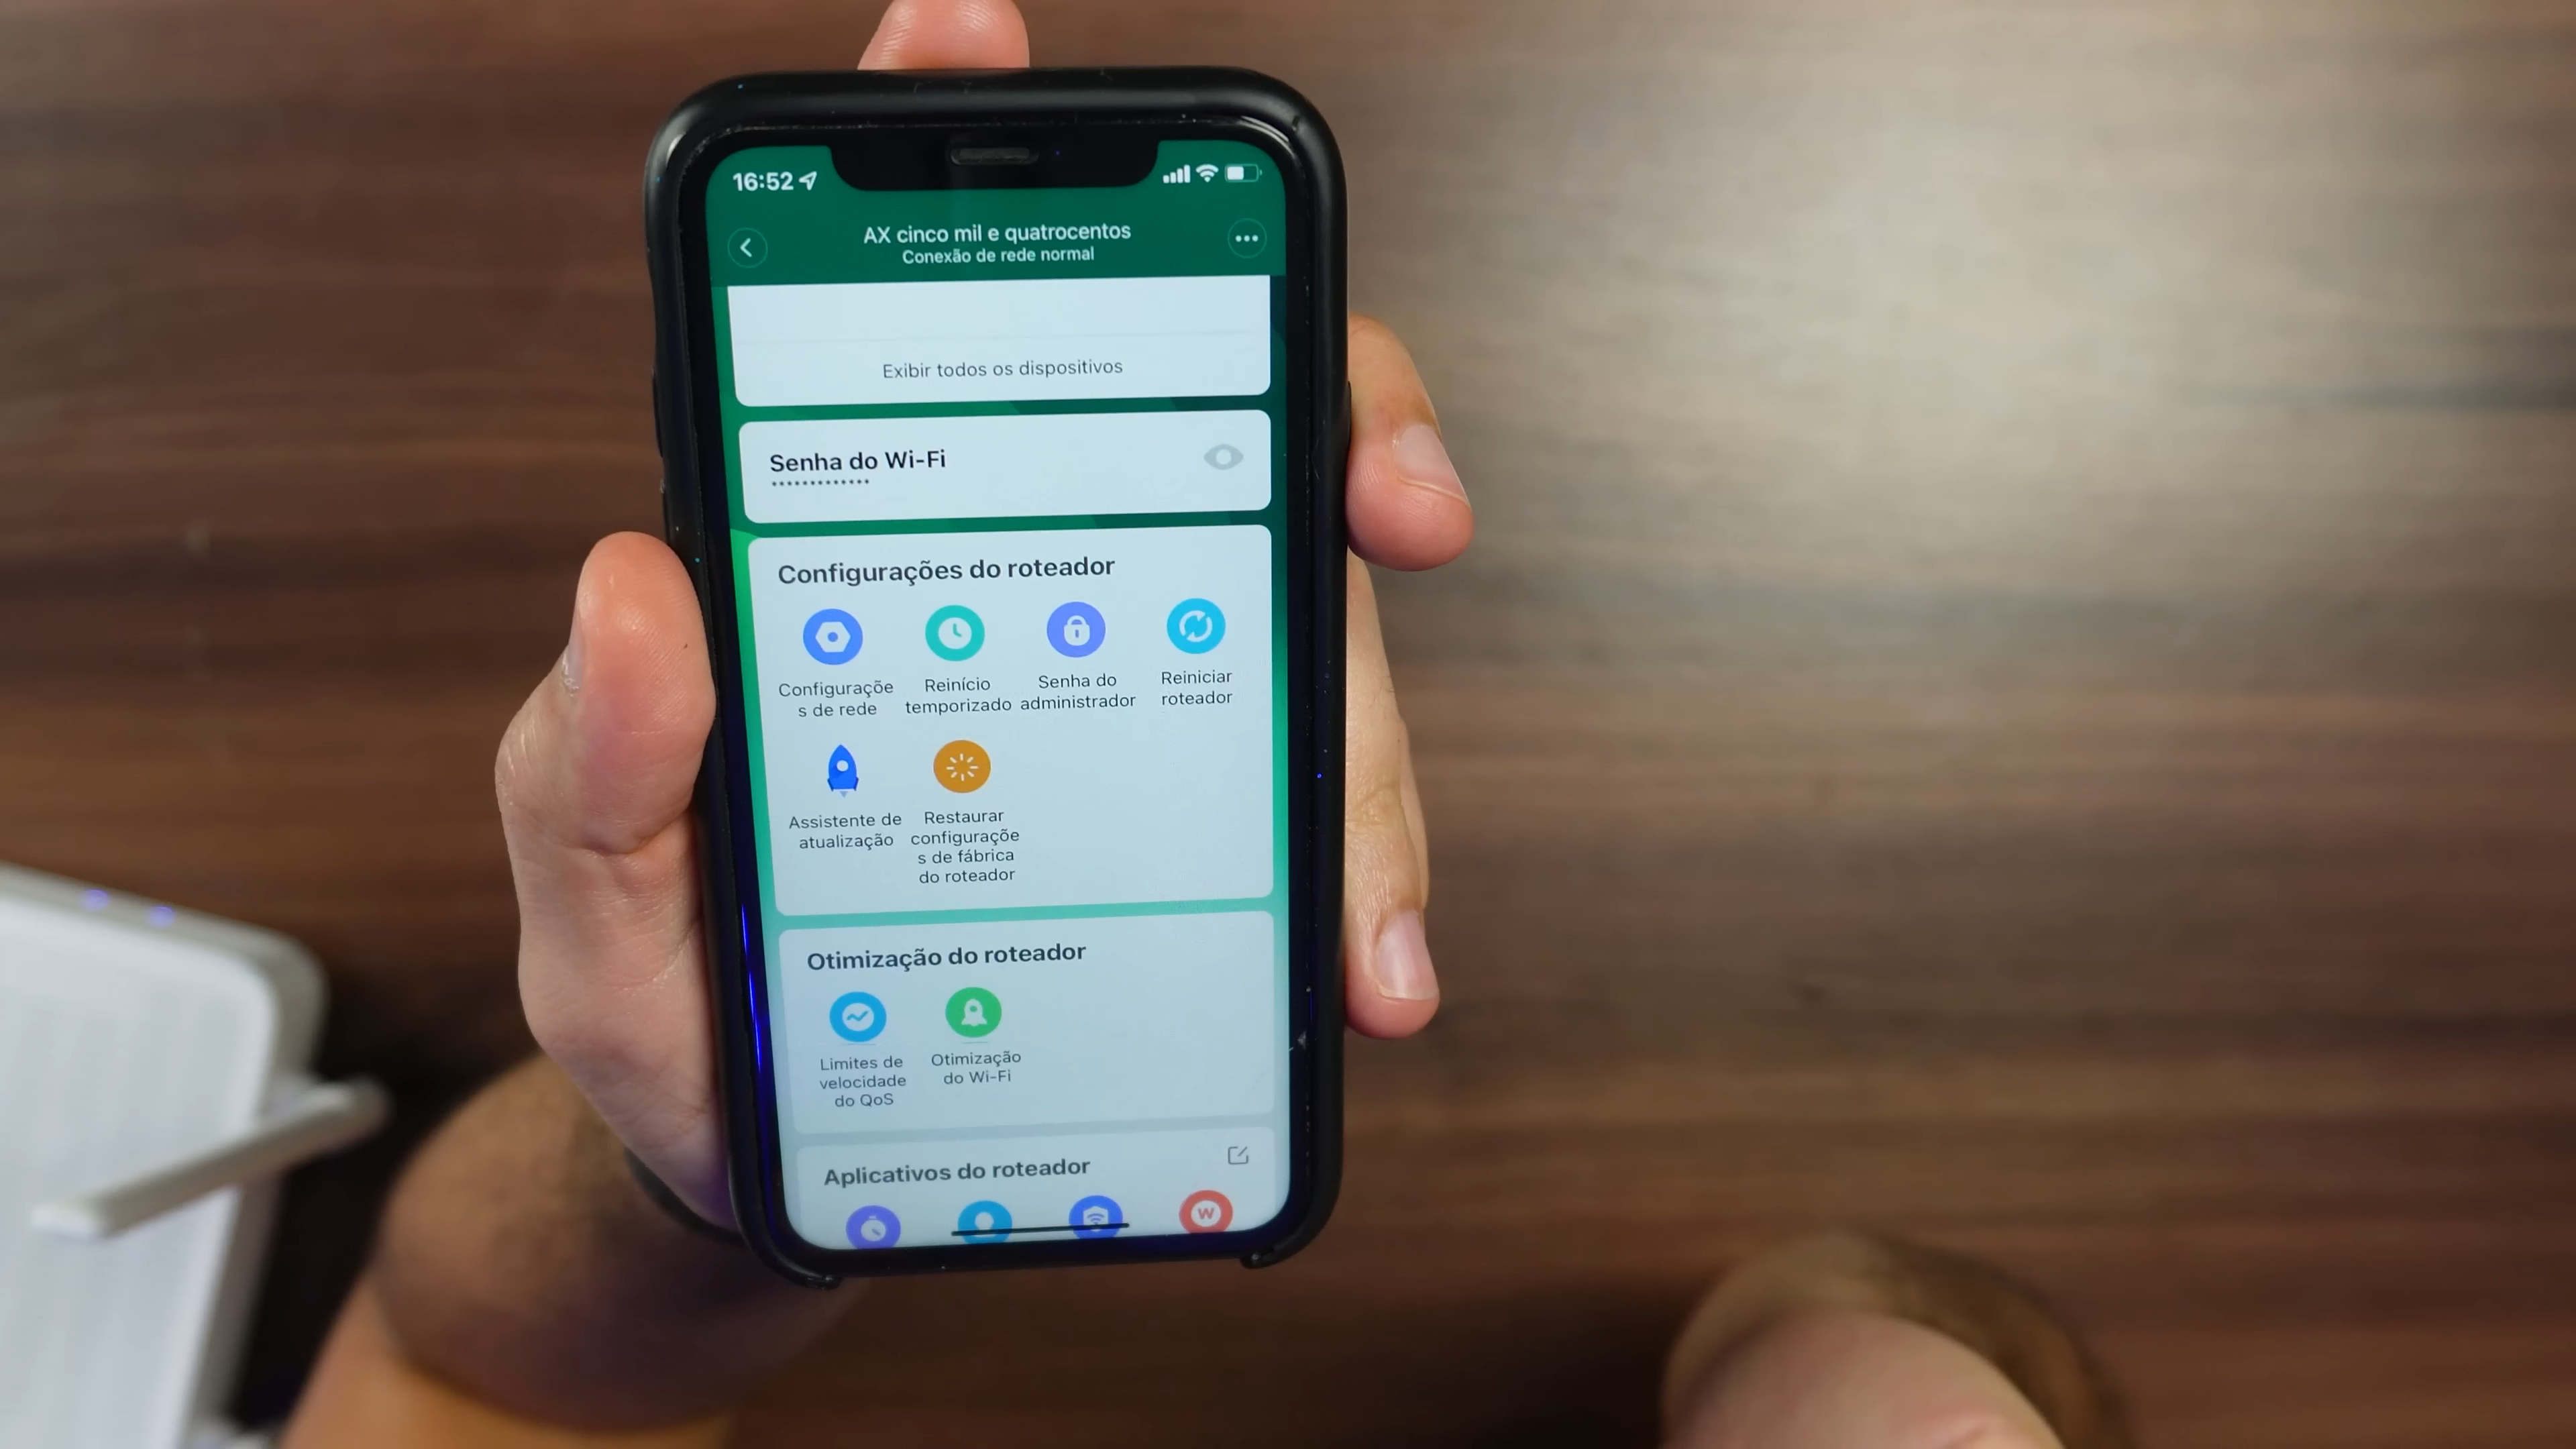 16:52
AX cinco mil e quatrocentos
Conexão de rede normal
Exibir todos os dispositivos
Senha do Wi-Fi
•••••••••••••
Configurações do roteador
Configuraçõe
s de rede
Reinício
temporizado
Senha do
administrador
Reiniciar
roteador
Assistente de
atualização
Restaurar
configuraçõe
s de fábrica
do roteador
Otimização do roteador
Limites de
velocidade
do QoS
Otimização
do Wi-Fi
Aplicativos do roteador
W